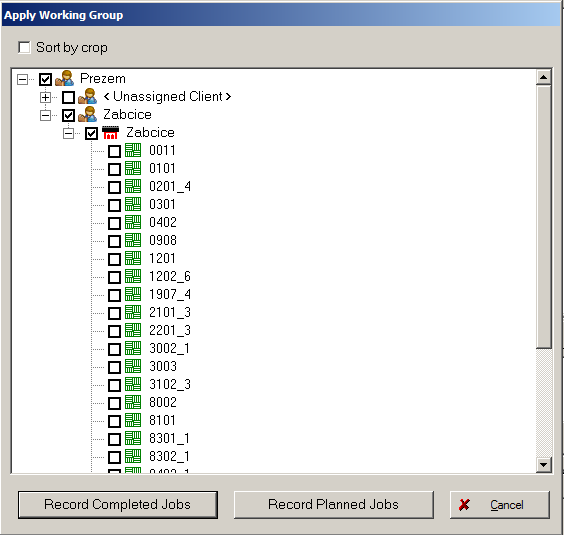 Apply Working Group
Sort by crop
Prezem
< Unassigned Client >
Zabcice
Zabcice
0011
0101
0201_4
0301
0402
0908
1201
1202_6
1907_4
2101_3
2201_3
3002_1
3003
3102_3
8002
8101
8301_1
8302_1
Record Completed Jobs
Record Planned Jobs
Cancel